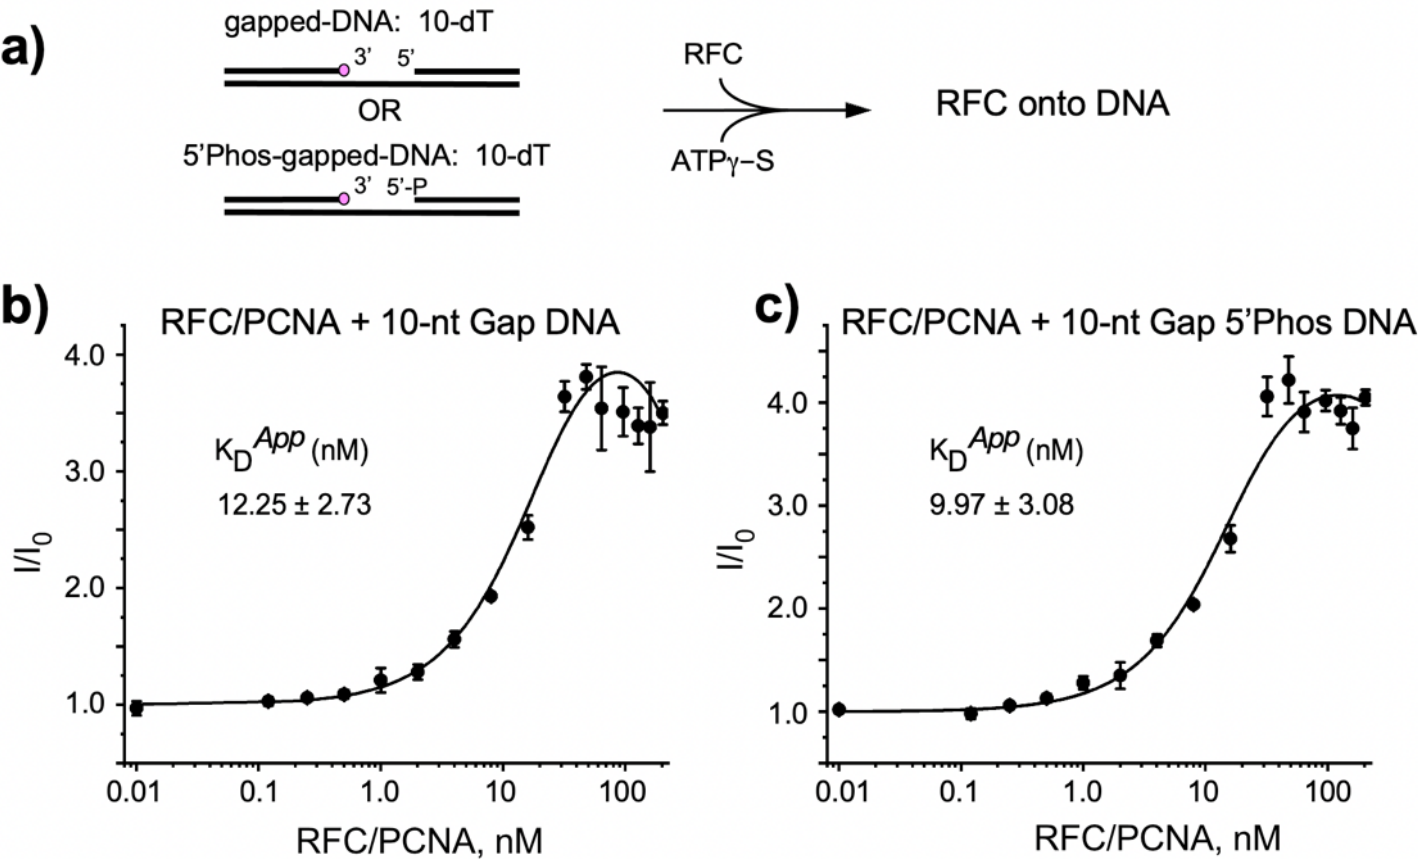 a)
gapped-DNA: 10-dT
3’ 5’
OR
5’Phos-gapped-DNA: 10-dT
3’ 5’-P
RFC
ATPγ–S
RFC onto DNA
b)
RFC/PCNA + 10-nt Gap DNA
4.0
3.0
2.0
1.0
I/I0
KD App (nM)
12.25 ± 2.73
0.01 0.1 1.0 10 100
RFC/PCNA, nM
c)
RFC/PCNA + 10-nt Gap 5’Phos DNA
4.0
3.0
2.0
1.0
I/I0
KD App (nM)
9.97 ± 3.08
0.01 0.1 1.0 10 100
RFC/PCNA, nM